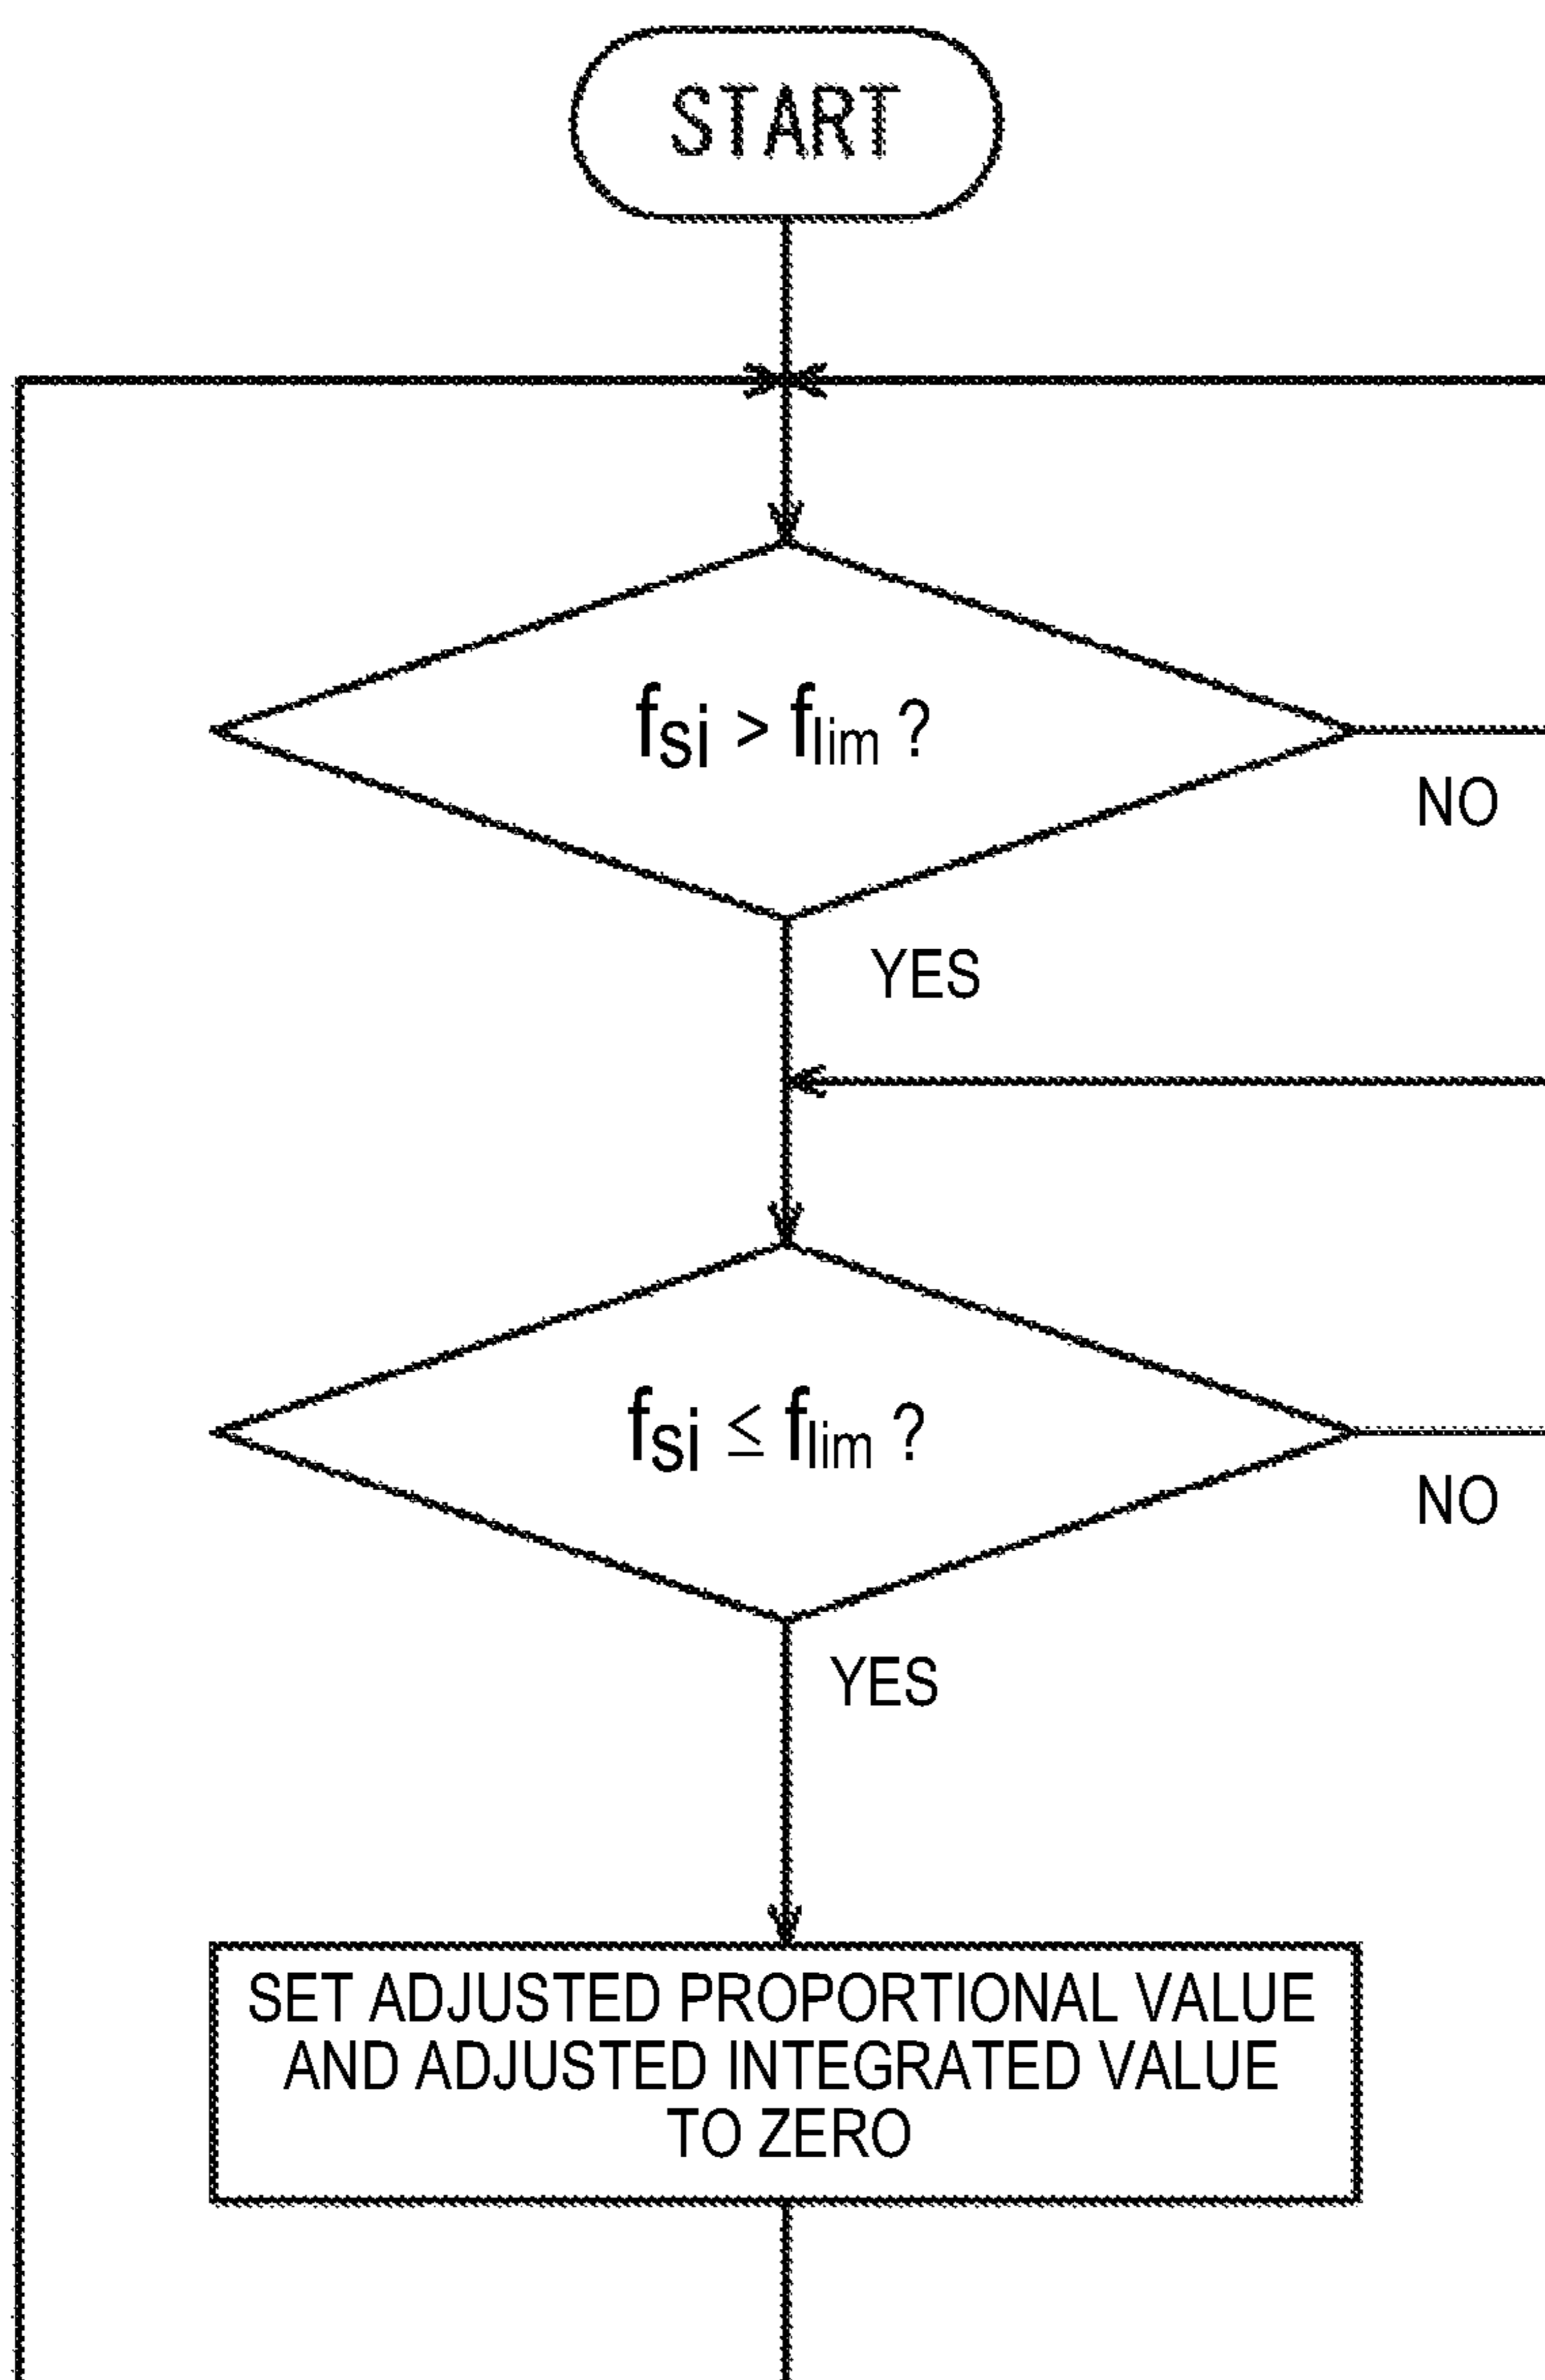 START
fsi > flim ?
NO
YES
fsi ≤ flim ?
NO
YES
SET ADJUSTED PROPORTIONAL VALUE
AND ADJUSTED INTEGRATED VALUE
TO ZERO